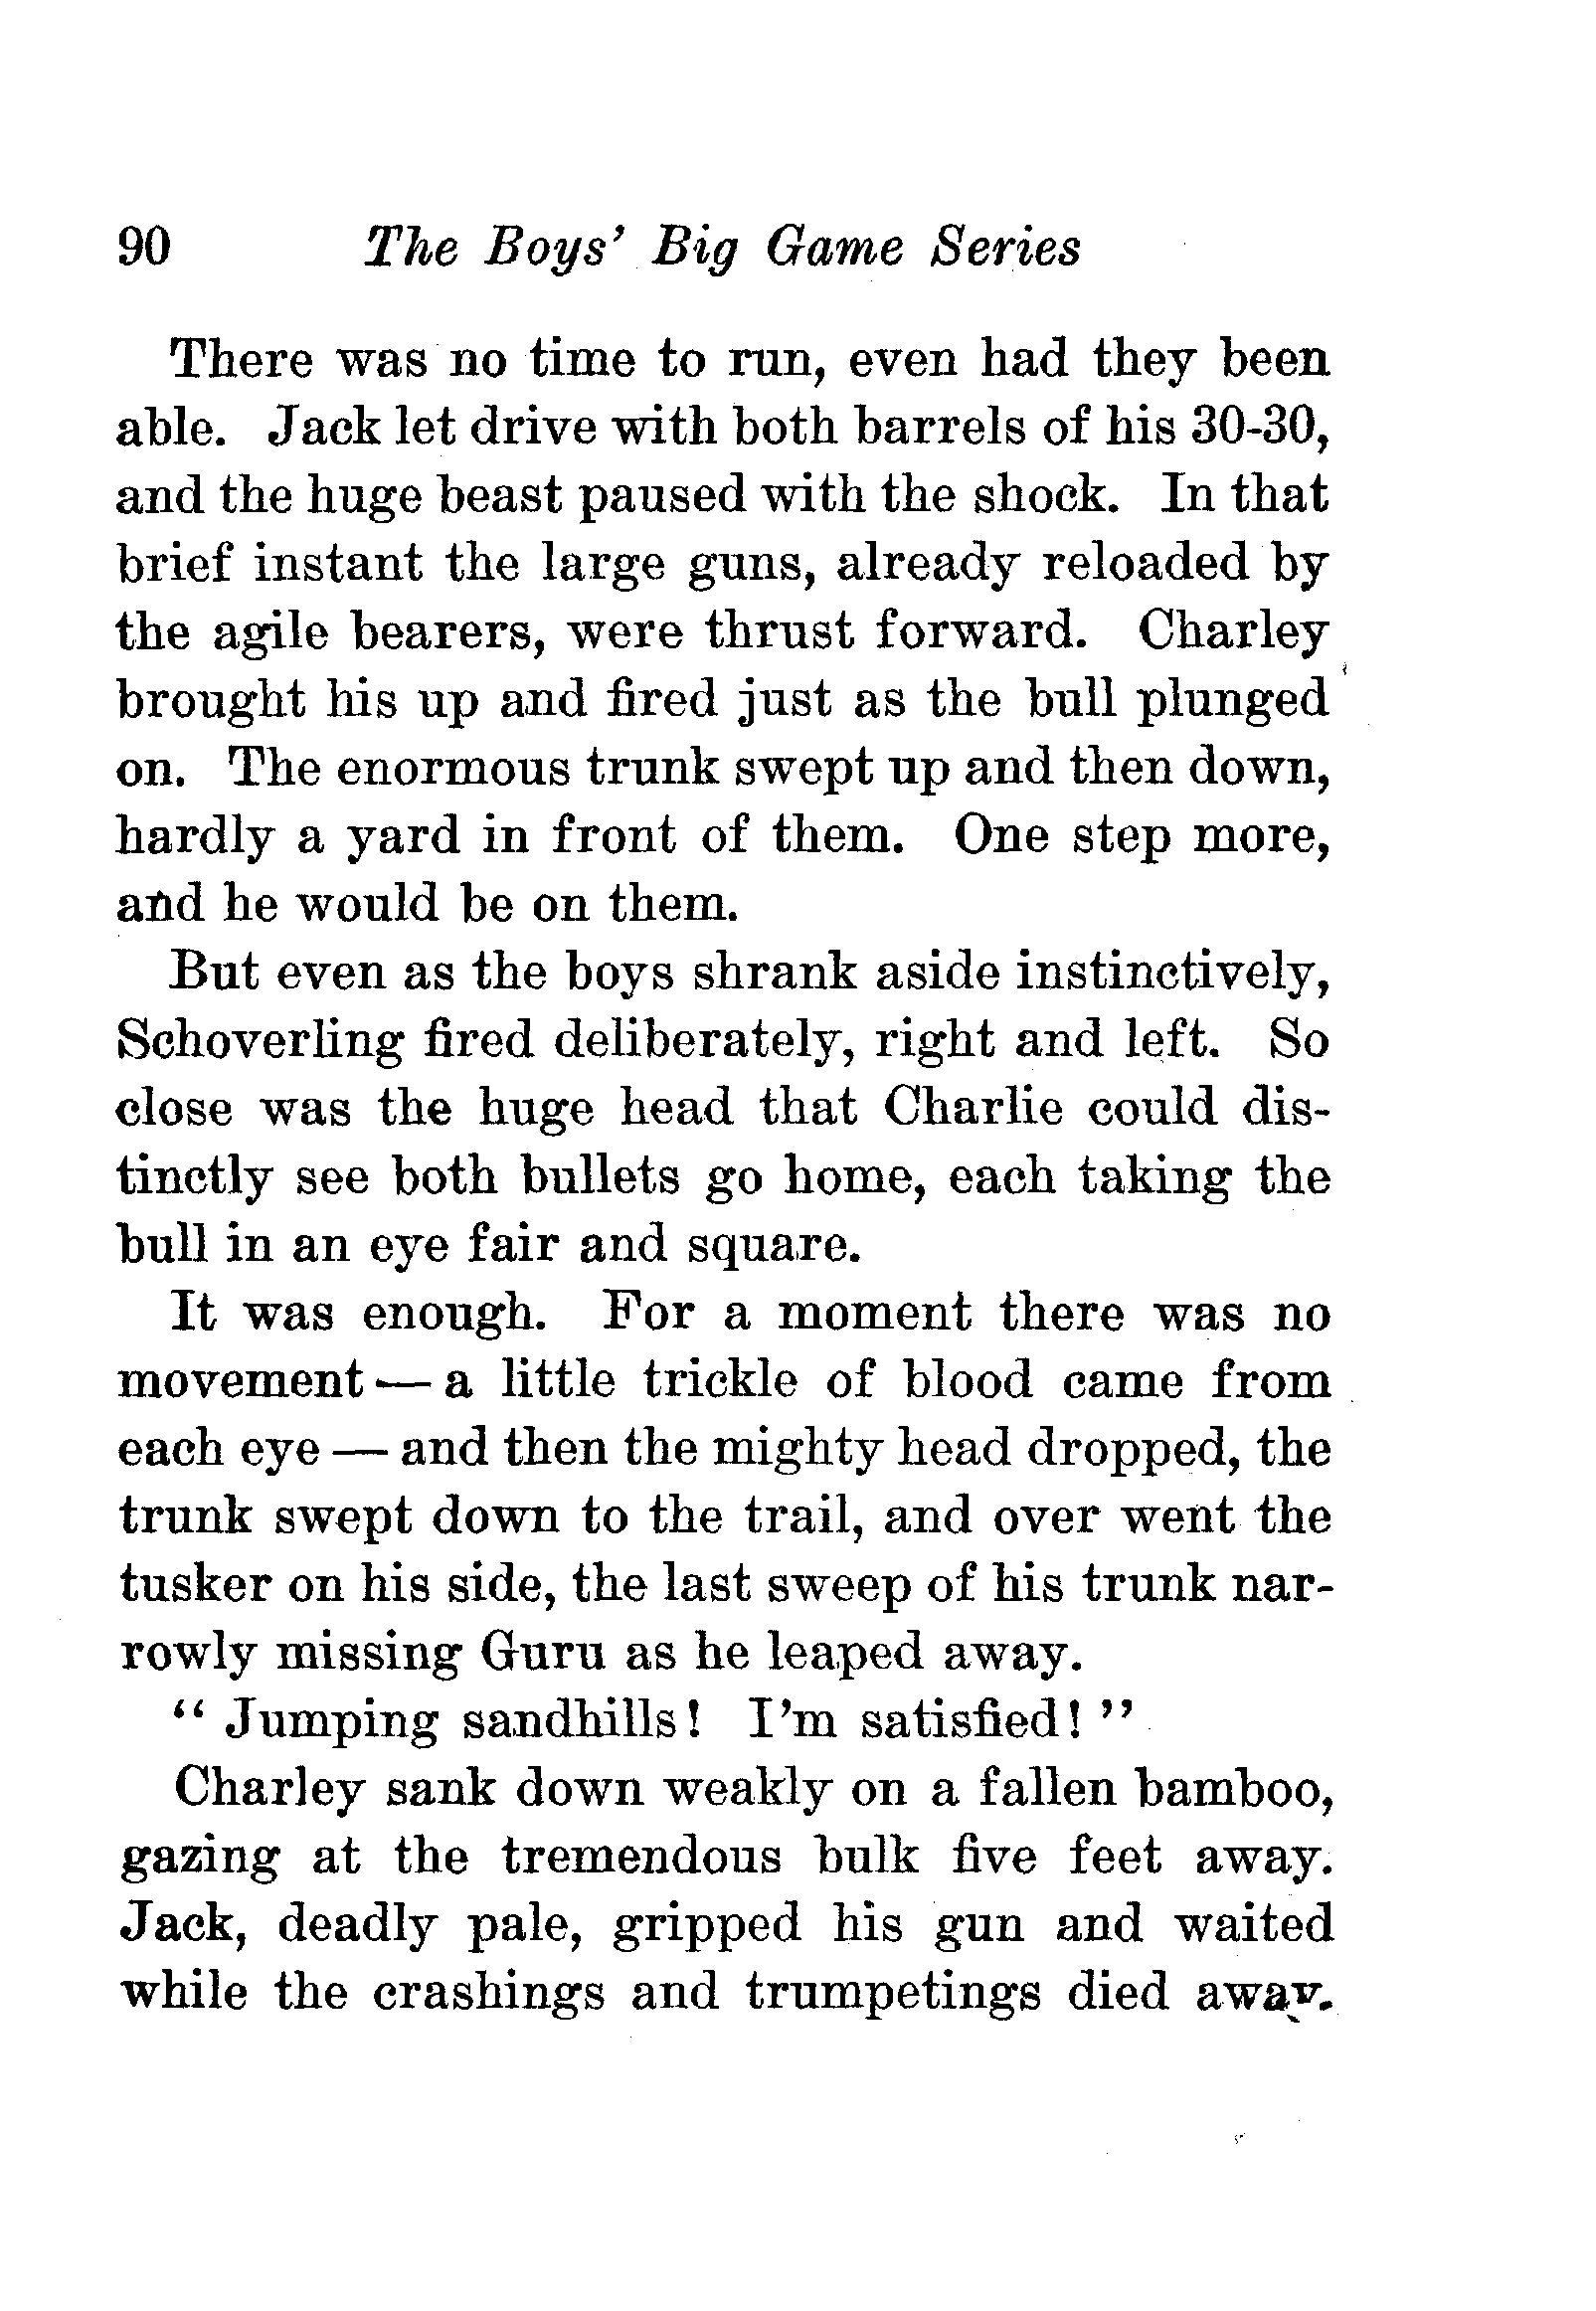 90 The Boys' Big Game Series
There was no time to run, even had they been
able. Jack let drive with both barrels of his 30-30,
and the huge beast paused with the shock. In that
brief instant the large guns, already reloaded by
the agile bearers, were thrust forward. Charley
brought his up and fired just as the bull plunged
on. The enormous trunk swept up and then down,
hardly a yard in front of them. One step more,
and he would be on them.
But even as the boys shrank aside instinctively,
Schoverling fired deliberately, right and left. So
close was the huge head that Charlie could dis-
tinctly see both bullets go home, each taking the
bull in an eye fair and square.
It was enough. For a moment there was no
movement — a little trickle of blood came from
each eye — and then the mighty head dropped, the
trunk swept down to the trail, and over went the
tusker on his side, the last sweep of his trunk nar-
rowly missing Guru as he leaped away.
" Jumping sandhills! I'm satisfied! "
Charley sank down weakly on a fallen bamboo,
gazing at the tremendous bulk five feet away.
Jack, deadly pale, gripped his gun and waited
while the crashings and trumpetings died away.